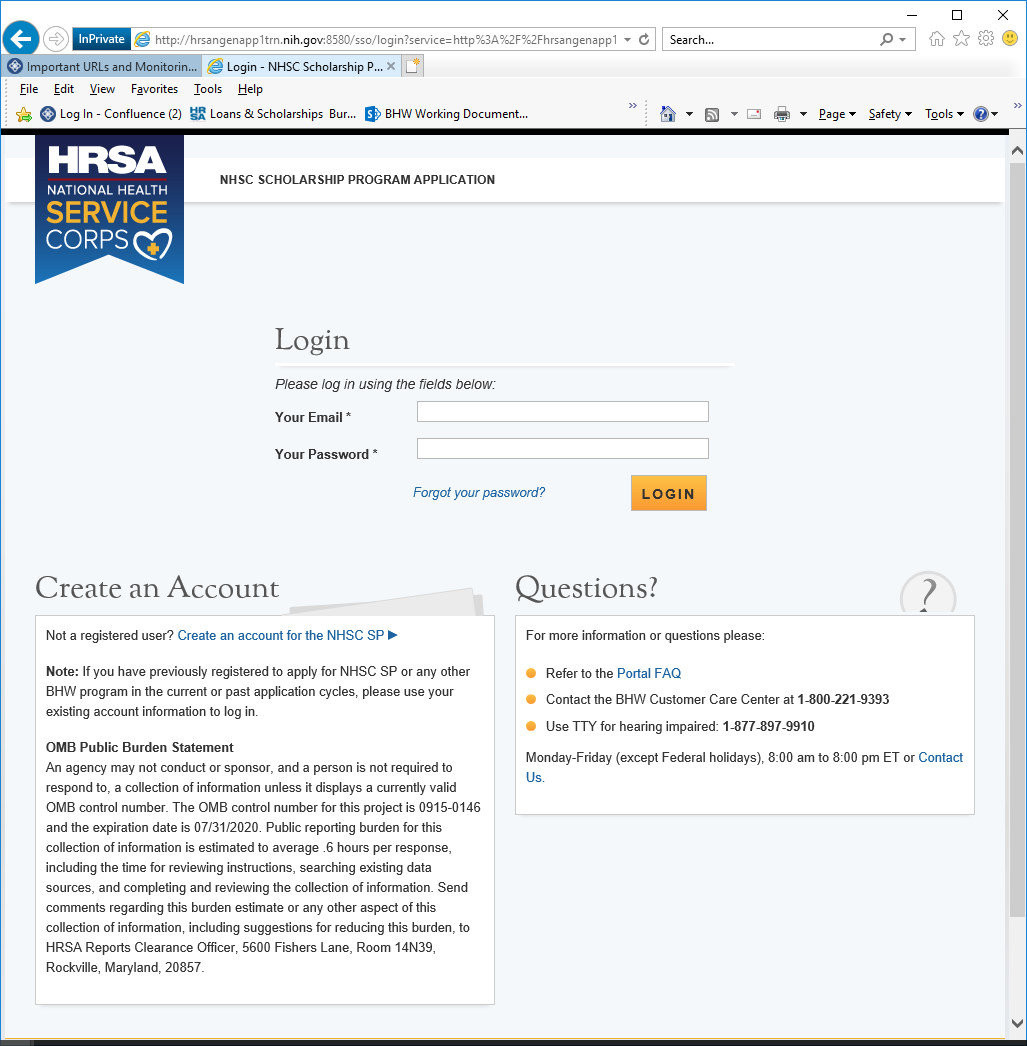 InPrivate
http://hrsangenapp1trn.nih.gov:8580/sso/login?service=http%3A%2F%2Fhrsangenapp1
Search...
Important URLs and Monitorin...
Login - NHSC Scholarship P...
File Edit View Favorites Tools Help
Log In - Confluence (2)
Loans & Scholarships Bur...
BHW Working Document...
Page Safety Tools
HRSA
NATIONAL HEALTH
SERVICE
CORPS
NHSC SCHOLARSHIP PROGRAM APPLICATION
Login
Please log in using the fields below:
Your Email *
Your Password *
Forgot your password?
LOGIN
Create an Account
Not a registered user? Create an account for the NHSC SP
Note: If you have previously registered to apply for NHSC SP or any other
BHW program in the current or past application cycles, please use your
existing account information to log in.
OMB Public Burden Statement
An agency may not conduct or sponsor, and a person is not required to
respond to, a collection of information unless it displays a currently valid
OMB control number. The OMB control number for this project is 0915-0146
and the expiration date is 07/31/2020. Public reporting burden for this
collection of information is estimated to average .6 hours per response,
including the time for reviewing instructions, searching existing data
sources, and completing and reviewing the collection of information. Send
comments regarding this burden estimate or any other aspect of this
collection of information, including suggestions for reducing this burden, to
HRSA Reports Clearance Officer, 5600 Fishers Lane, Room 14N39,
Rockville, Maryland, 20857.
Questions?
?
For more information or questions please:
Refer to the Portal FAQ
Contact the BHW Customer Care Center at 1-800-221-9393
Use TTY for hearing impaired: 1-877-897-9910
Monday-Friday (except Federal holidays), 8:00 am to 8:00 pm ET or Contact
Us.